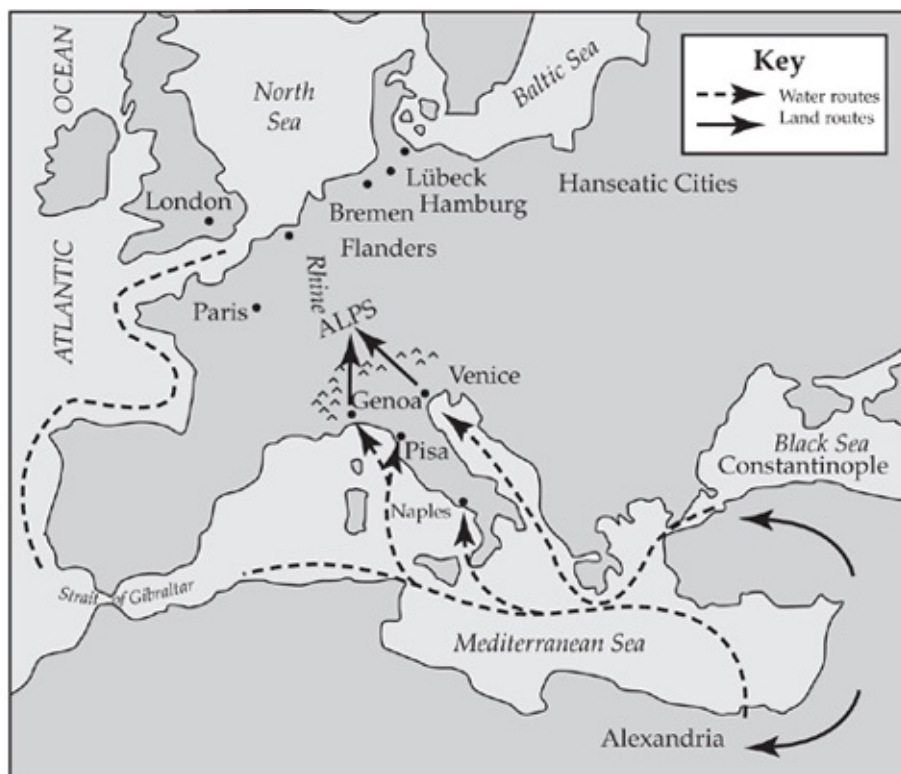 Key
Water routes
Land routes
OCEAN
ATLANTIC
North
Sea
Baltic Sea
London
Lübeck
Hamburg
Bremen
Hanseatic Cities
Flanders
Rhine
Paris
ALPS
Venice
Genoa
Pisa
Naples
Black Sea
Constantinople
Strait of Gibraltar
Mediterranean Sea
Alexandria